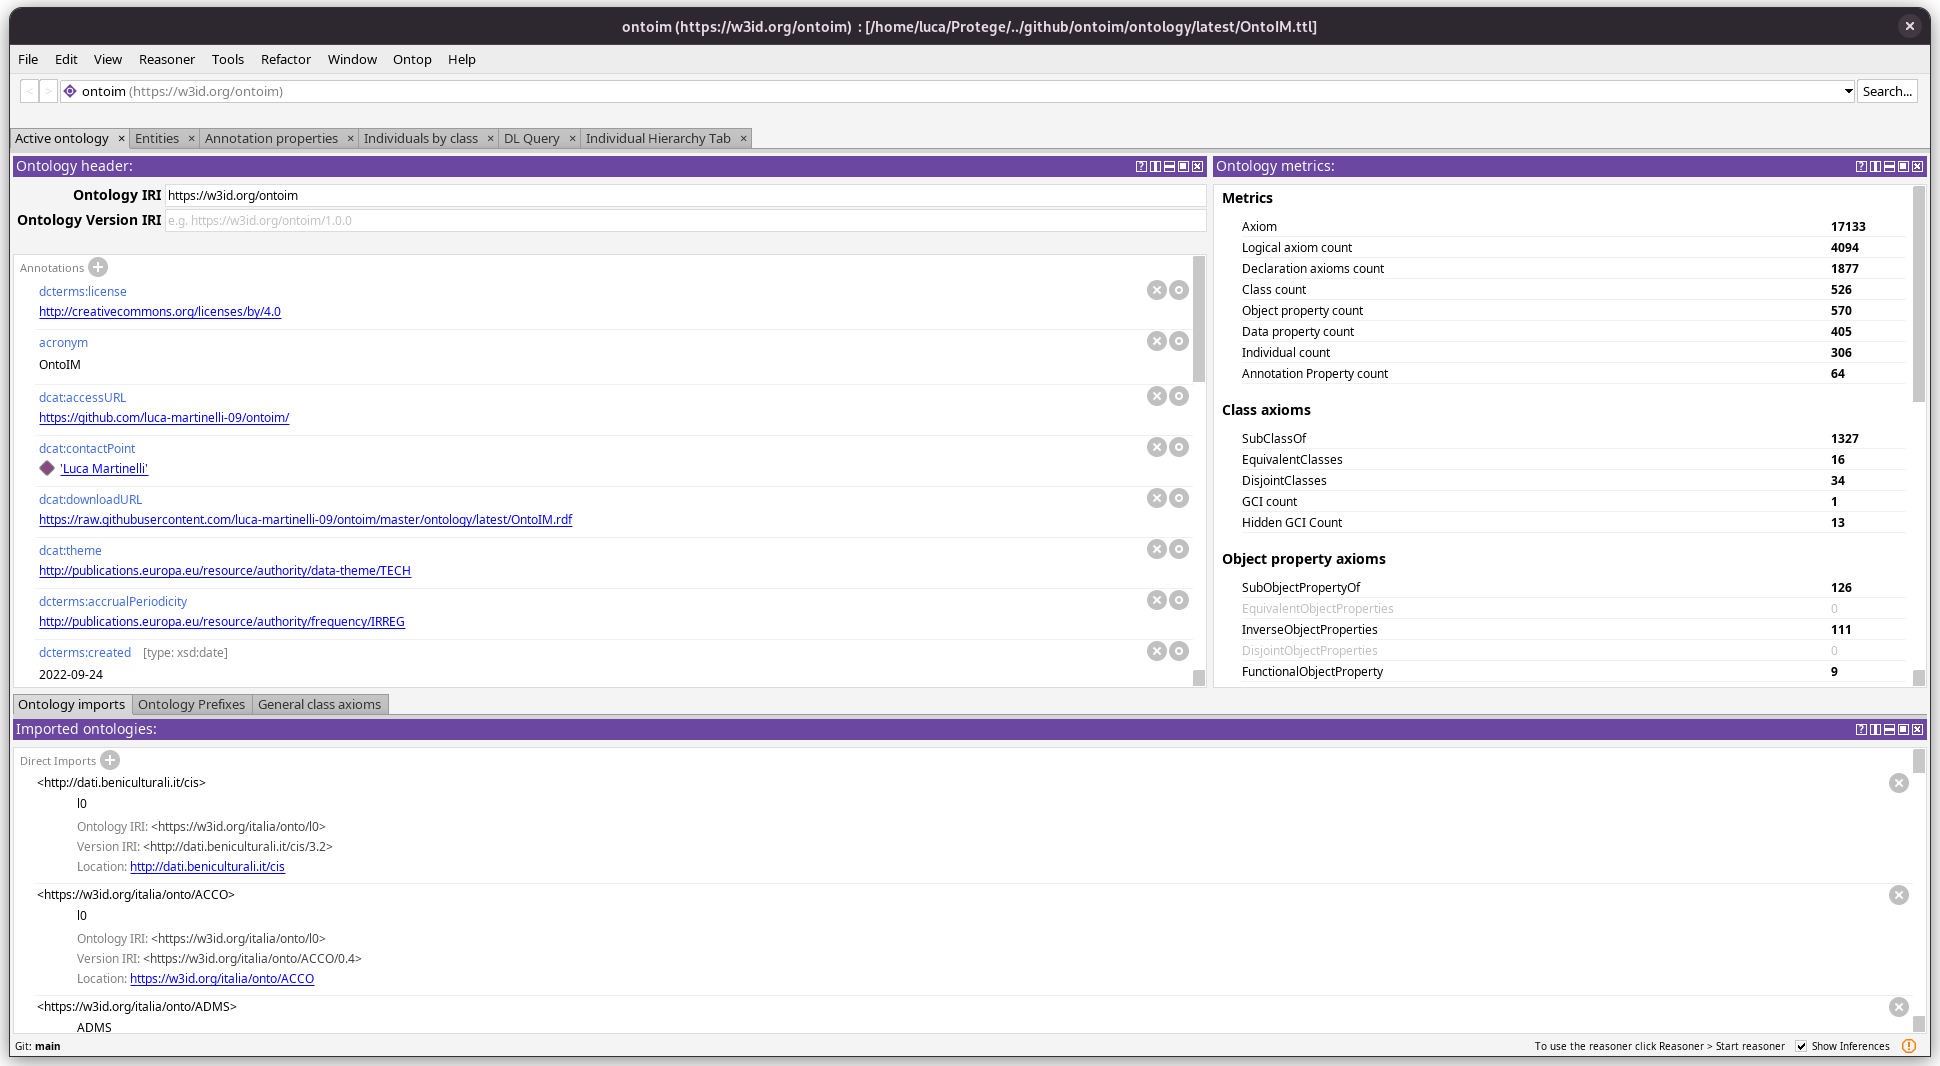 ontoim (https://w3id.org/ontoim) : [/home/luca/Protege/../github/ontoim/ontology/latest/OntoIM.ttl]
File Edit View Reasoner Tools Refactor Window Ontop Help
< > ontoim (https://w3id.org/ontoim) Search...
Active ontology × Entities × Annotation properties × Individuals by class × DL Query × Individual Hierarchy Tab ×
Ontology header:
Ontology IRI https://w3id.org/ontoim
Ontology Version IRI e.g. https://w3id.org/ontoim/1.0.0
Annotations
dcterms:license
http://creativecommons.org/licenses/by/4.0
acronym
OntoIM
dcat:accessURL
https://github.com/luca-martinelli-09/ontoim/
dcat:contactPoint
'Luca Martinelli'
dcat:downloadURL
https://raw.githubusercontent.com/luca-martinelli-09/ontoim/master/ontology/latest/OntoIM.rdf
dcat:theme
http://publications.europa.eu/resource/authority/data-theme/TECH
dcterms:accrualPeriodicity
http://publications.europa.eu/resource/authority/frequency/IRREG
dcterms:created [type: xsd:date]
2022-09-24
Ontology metrics:
Metrics
Axiom 17133
Logical axiom count 4094
Declaration axioms count 1877
Class count 526
Object property count 570
Data property count 405
Individual count 306
Annotation Property count 64
Class axioms
SubClassOf 1327
EquivalentClasses 16
DisjointClasses 34
GCI count 1
Hidden GCI Count 13
Object property axioms
SubObjectPropertyOf 126
EquivalentObjectProperties 0
InverseObjectProperties 111
DisjointObjectProperties 0
FunctionalObjectProperty 9
Ontology imports Ontology Prefixes General class axioms
Imported ontologies:
Direct Imports
<http://dati.beniculturali.it/cis>
l0
Ontology IRI: <https://w3id.org/italia/onto/l0>
Version IRI: <http://dati.beniculturali.it/cis/3.2>
Location: http://dati.beniculturali.it/cis
<https://w3id.org/italia/onto/ACCO>
l0
Ontology IRI: <https://w3id.org/italia/onto/l0>
Version IRI: <https://w3id.org/italia/onto/ACCO/0.4>
Location: https://w3id.org/italia/onto/ACCO
<https://w3id.org/italia/onto/ADMS>
ADMS
Git: main
To use the reasoner click Reasoner > Start reasoner Show Inferences